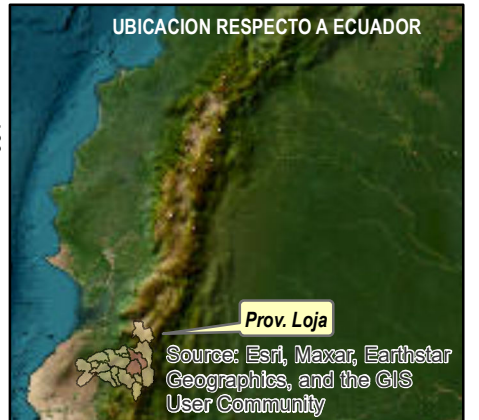 UBICACION RESPECTO A ECUADOR
Prov. Loja
Source: Esri, Maxar, Earthstar
Geographics, and the GIS
User Community